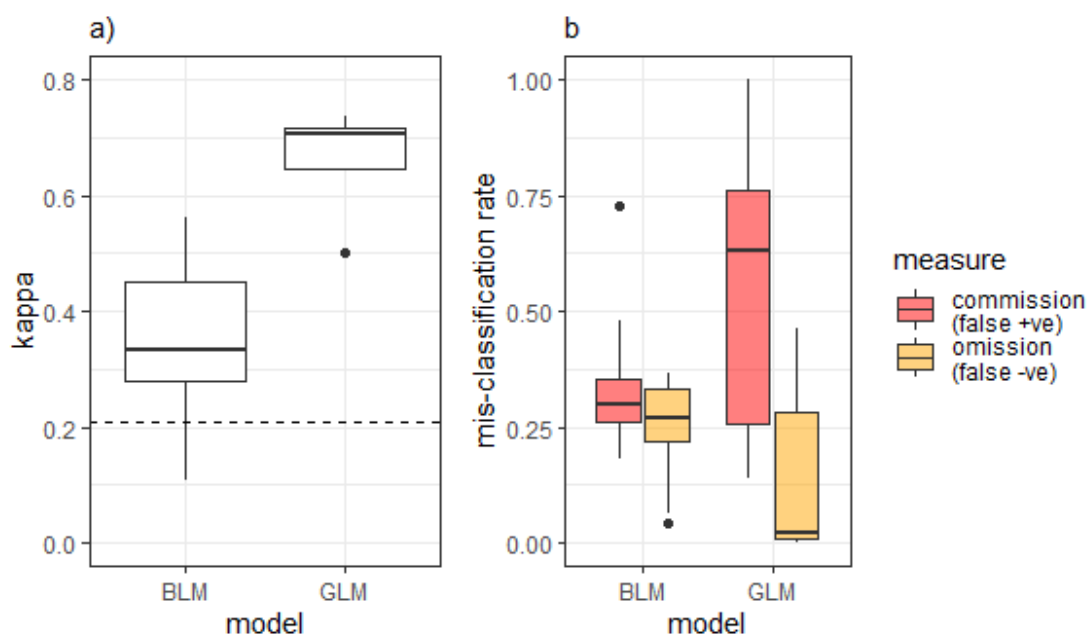 a)
kappa
0.8
0.6
0.4
0.2
0.0
BLM
GLM
model
b
mis-classification rate
1.00
0.75
0.50
0.25
0.00
BLM
GLM
model
measure
commission
(false +ve)
omission
(false -ve)